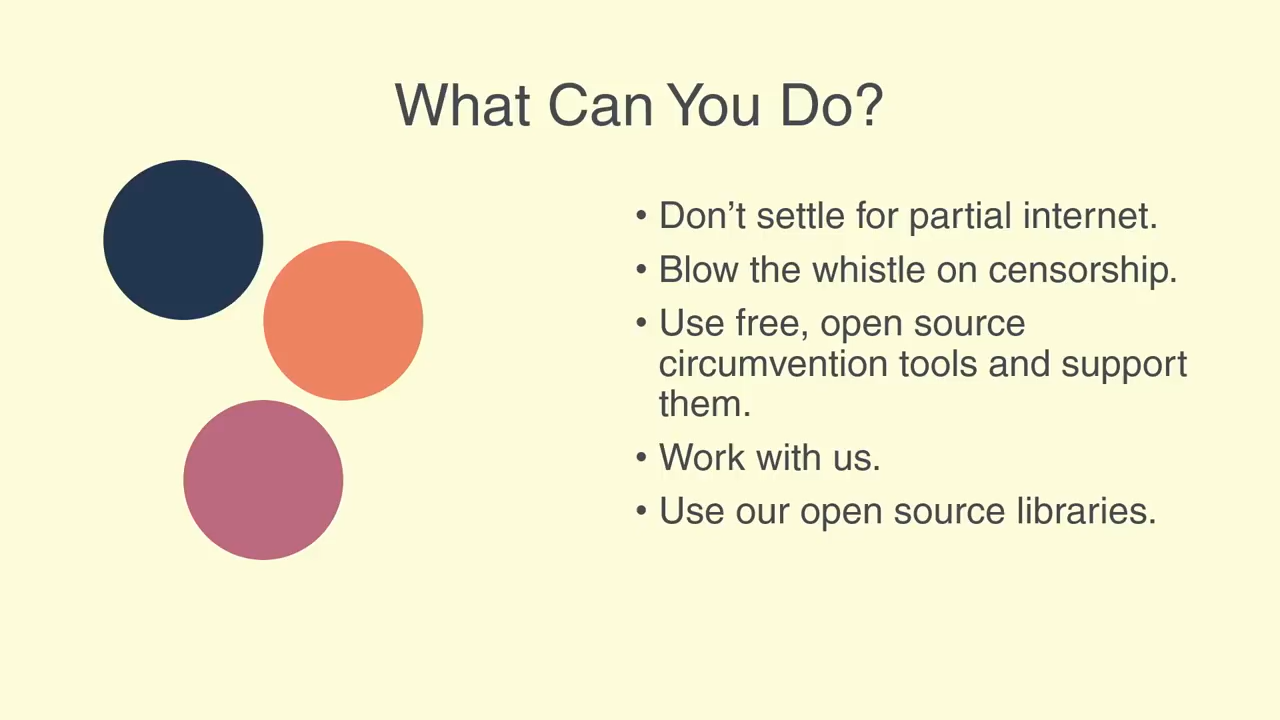 What Can You Do?
• Don’t settle for partial internet.
• Blow the whistle on censorship.
• Use free, open source
circumvention tools and support
them.
• Work with us.
• Use our open source libraries.